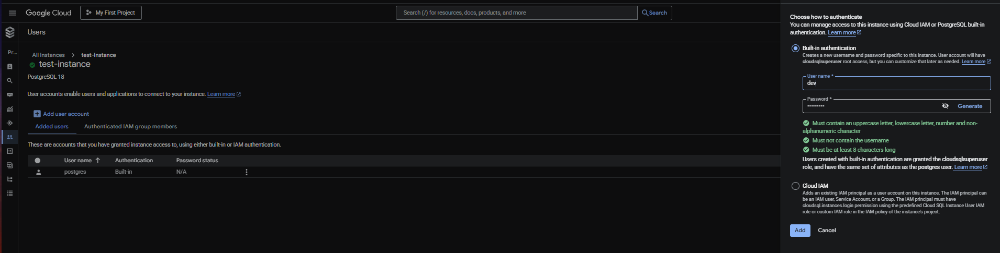 Google Cloud
My First Project
Search (/) for resources, docs, products, and more
Search
Users
Pr...
All instances > test-instance
test-instance
PostgreSQL 18
User accounts enable users and applications to connect to your instance. Learn more
Add user account
Added users
Authenticated IAM group members
These are accounts that you have granted instance access to, using either built-in or IAM authentication.
User name Authentication Password status
postgres Built-in N/A
Choose how to authenticate
You can manage access to this instance using Cloud IAM or PostgreSQL built-in
authentication. Learn more
Built-in authentication
Creates a new username and password specific to this instance. User account will have
cloudsqlsuperuser root access, but you can customize that later as needed. Learn more
User name *
dev
Password *
•••••••••
Generate
Must contain an uppercase letter, lowercase letter, number and non-
alphanumeric character
Must not contain the username
Must be at least 8 characters long
Users created with built-in authentication are granted the cloudsqlsuperuser
role, and have the same set of attributes as the postgres user. Learn more
Cloud IAM
Adds an existing IAM principal as a user account on this instance. The IAM principal can
be an IAM user, Service Account, or a Group. The IAM principal must have
cloudsql.instances.login permission using the predefined Cloud SQL Instance User IAM
role or custom IAM role in the IAM policy of the instance's project.
Add
Cancel